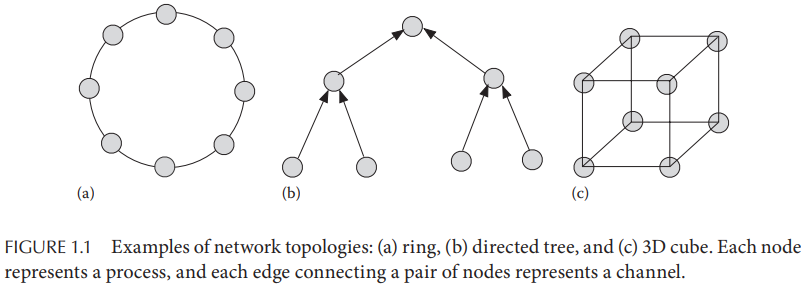 (a)
(b)
(c)
FIGURE 1.1 Examples of network topologies: (a) ring, (b) directed tree, and (c) 3D cube. Each node
represents a process, and each edge connecting a pair of nodes represents a channel.